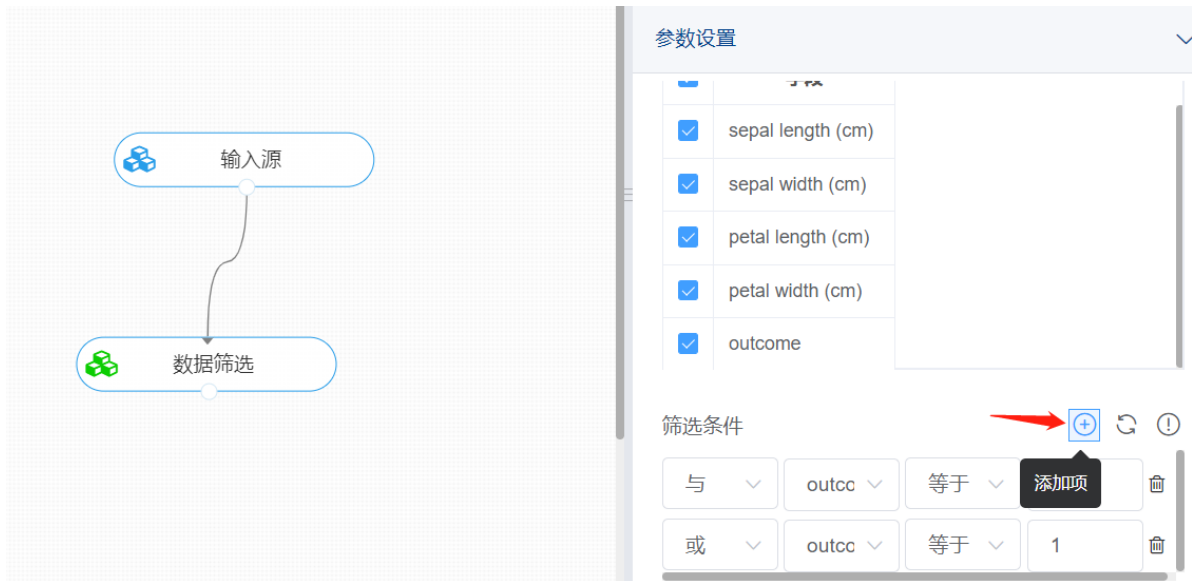 参数设置
字段
sepal length (cm)
输入源
sepal width (cm)
petal length (cm)
petal width (cm)
outcome
数据筛选
筛选条件
与 outco 等于 添加项
或 outco 等于 1